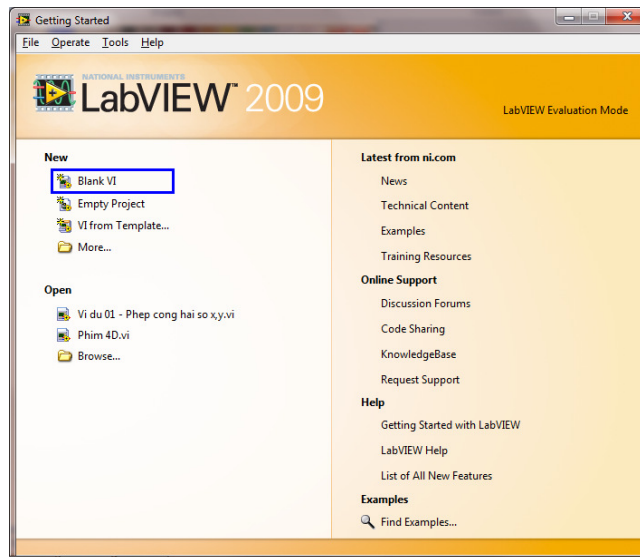 Getting Started
File Operate Tools Help
NATIONAL INSTRUMENTS
LabVIEW™ 2009
LabVIEW Evaluation Mode
New
Blank VI
Empty Project
VI from Template...
More...
Open
Vi du 01 - Phep cong hai so x,y.vi
Phim 4D.vi
Browse...
Latest from ni.com
News
Technical Content
Examples
Training Resources
Online Support
Discussion Forums
Code Sharing
KnowledgeBase
Request Support
Help
Getting Started with LabVIEW
LabVIEW Help
List of All New Features
Examples
Find Examples...